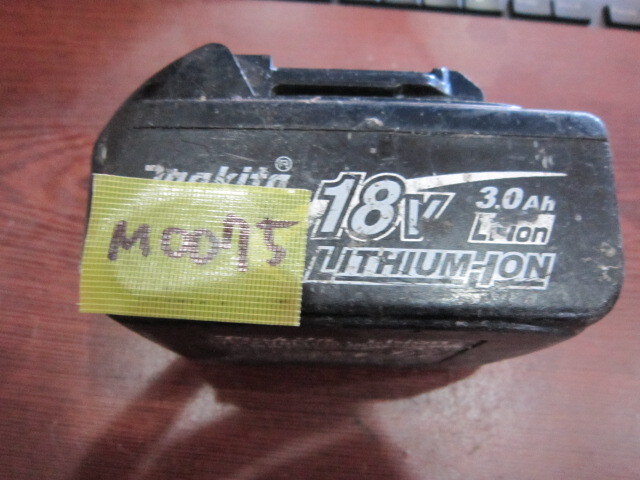 makita®
M0075
18V
3.0Ah
Li-ion
LITHIUM-ION